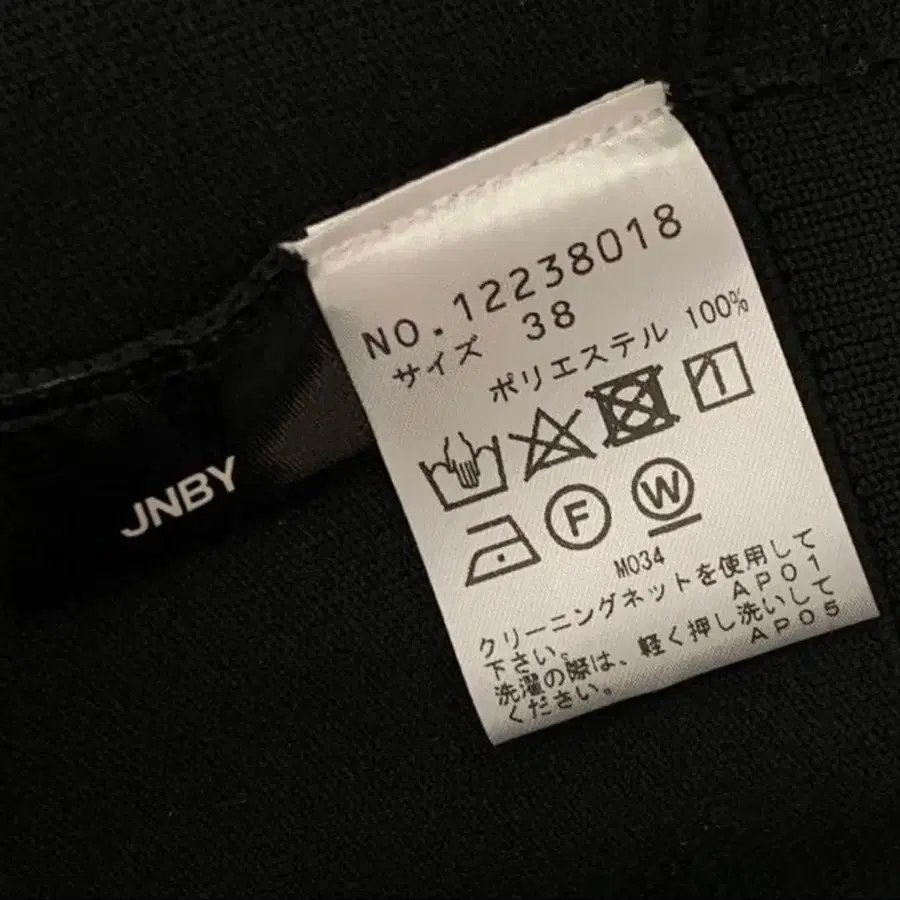 NO.12238018
サイズ 38
ポリエステル 100%
F W
M034
クリーニングネットを使用して
下さい。 AP01
洗濯の際は、軽く押し洗いして
ください。 AP05
JNBY